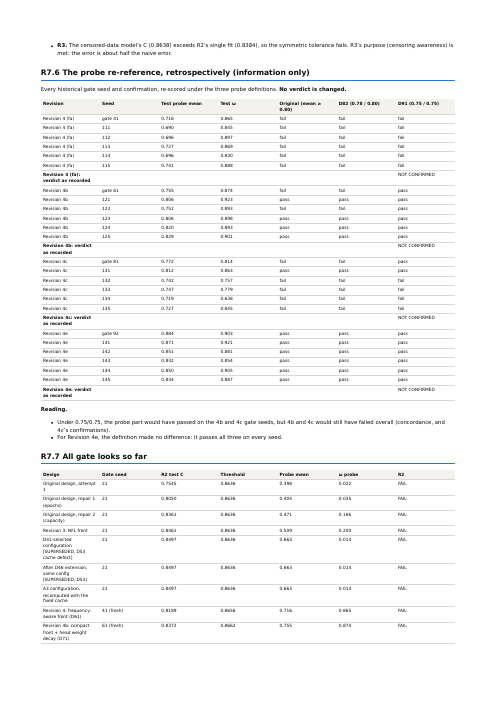 • R3. The censored-data model's C (0.8638) exceeds R2's single fit (0.8384), so the symmetric tolerance fails. R3's purpose (censoring awareness) is
met: the error is about half the naive error.
R7.6 The probe re-reference, retrospectively (information only)
Every historical gate seed and confirmation, re-scored under the three probe definitions. No verdict is changed.
Revision Seed Test probe mean Test ω Original (mean ≥ 0.80) D82 (0.78 / 0.80) D91 (0.75 / 0.75)
Revision 4 (fa) gate 41 0.716 0.865 fail fail fail
Revision 4 (fa) 111 0.690 0.845 fail fail fail
Revision 4 (fa) 112 0.696 0.897 fail fail fail
Revision 4 (fa) 113 0.727 0.869 fail fail fail
Revision 4 (fa) 114 0.696 0.830 fail fail fail
Revision 4 (fa) 115 0.741 0.888 fail fail fail
Revision 4 (fa): verdict as recorded NOT CONFIRMED
Revision 4b gate 61 0.755 0.874 fail fail pass
Revision 4b 121 0.806 0.923 pass pass pass
Revision 4b 122 0.752 0.893 fail fail pass
Revision 4b 123 0.806 0.898 pass pass pass
Revision 4b 124 0.820 0.893 pass pass pass
Revision 4b 125 0.829 0.901 pass pass pass
Revision 4b: verdict as recorded NOT CONFIRMED
Revision 4c gate 81 0.772 0.814 fail fail pass
Revision 4c 131 0.812 0.863 pass pass pass
Revision 4c 132 0.742 0.757 fail fail fail
Revision 4c 133 0.747 0.779 fail fail fail
Revision 4c 134 0.719 0.638 fail fail fail
Revision 4c 135 0.727 0.845 fail fail fail
Revision 4c: verdict as recorded NOT CONFIRMED
Revision 4e gate 92 0.884 0.903 pass pass pass
Revision 4e 141 0.871 0.921 pass pass pass
Revision 4e 142 0.851 0.881 pass pass pass
Revision 4e 143 0.832 0.854 pass pass pass
Revision 4e 144 0.850 0.905 pass pass pass
Revision 4e 145 0.834 0.887 pass pass pass
Revision 4e: verdict as recorded NOT CONFIRMED
Reading.
• Under 0.75/0.75, the probe part would have passed on the 4b and 4c gate seeds, but 4b and 4c would still have failed overall (concordance, and
4c's confirmations).
• For Revision 4e, the definition made no difference: it passes all three on every seed.
R7.7 All gate looks so far
Design Gate seed R2 test C Threshold Probe mean ω probe R2
Original design, attempt 1 21 0.7545 0.8636 0.398 0.022 FAIL
Original design, repair 1 (epochs) 21 0.8050 0.8636 0.404 0.035 FAIL
Original design, repair 2 (capacity) 21 0.8361 0.8636 0.471 0.166 FAIL
Revision 3: NFL front 21 0.8461 0.8636 0.509 0.200 FAIL
D41-selected configuration [SUPERSEDED, D53 cache defect] 21 0.8497 0.8636 0.663 0.014 FAIL
After D46 extension, same config [SUPERSEDED, D53] 21 0.8497 0.8636 0.663 0.014 FAIL
A3 configuration, recomputed with the fixed cache 21 0.8497 0.8636 0.663 0.014 FAIL
Revision 4: frequency-aware front (D61) 41 (fresh) 0.8189 0.8656 0.716 0.865 FAIL
Revision 4b: compact front + head weight decay (D71) 61 (fresh) 0.8372 0.8662 0.755 0.874 FAIL